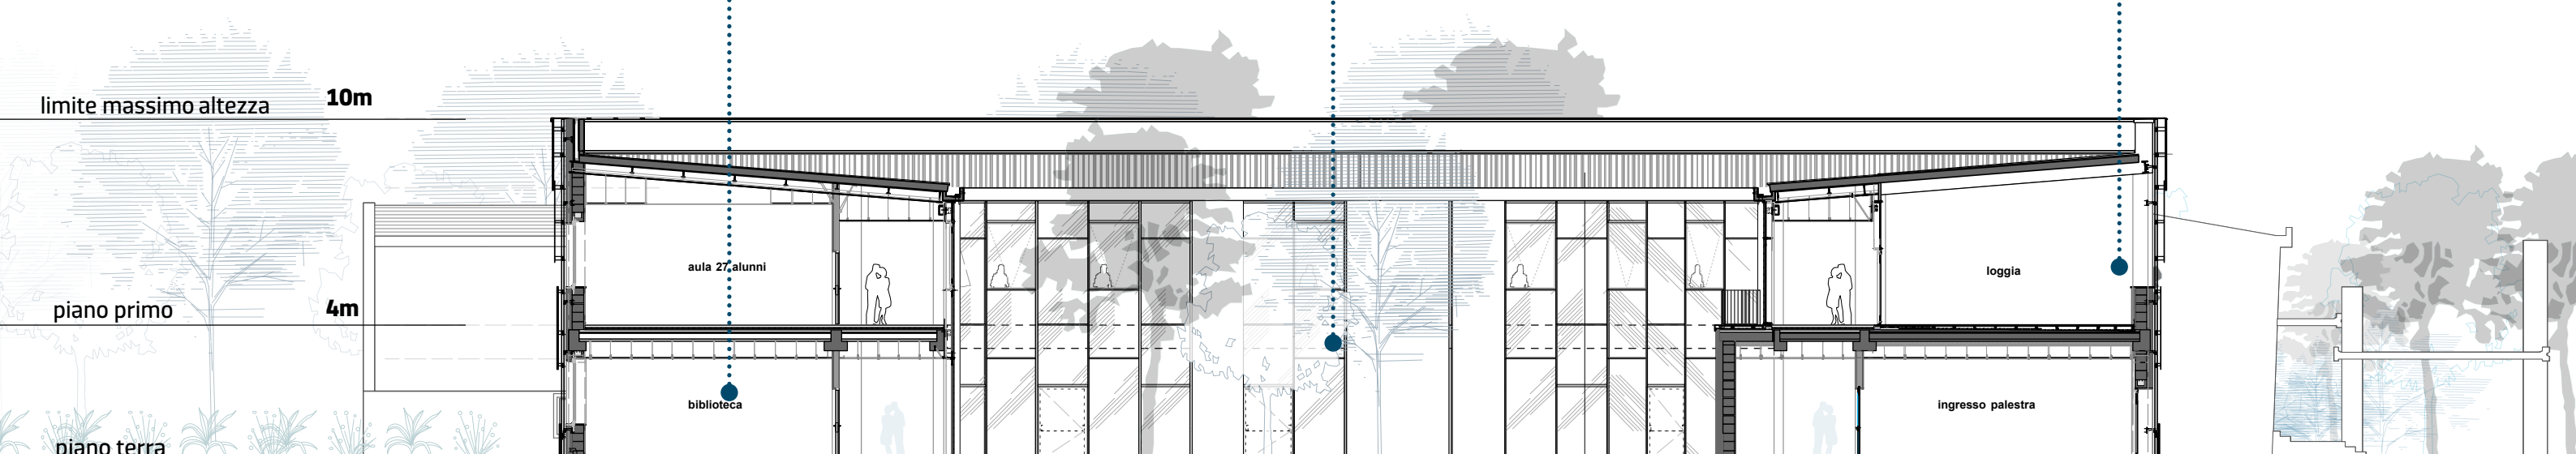 limite massimo altezza 10m
aula 27 alunni
loggia
piano primo 4m
biblioteca
ingresso palestra
piano terra